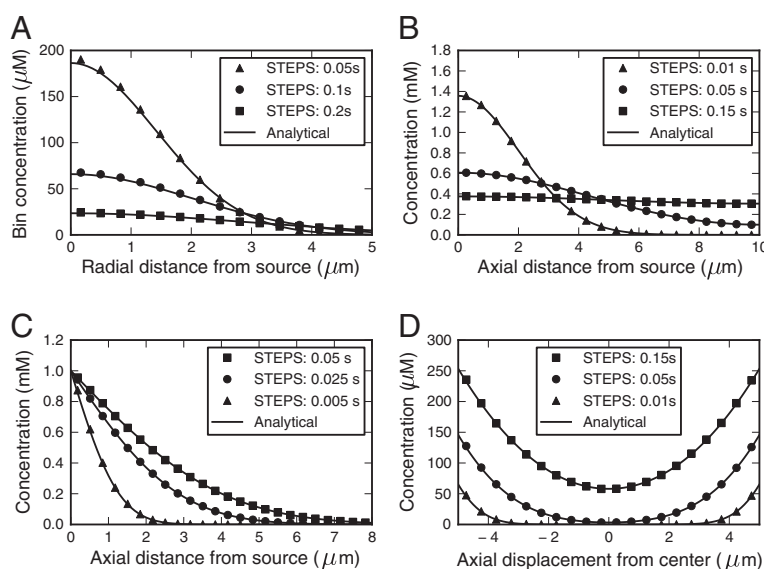 A
Bin concentration (μM)
200
150
100
50
0
STEPS: 0.05s
STEPS: 0.1s
STEPS: 0.2s
Analytical
0 1 2 3 4 5
Radial distance from source (μm)
B
Concentration (mM)
1.8
1.6
1.4
1.2
1.0
0.8
0.6
0.4
0.2
0.0
STEPS: 0.01 s
STEPS: 0.05 s
STEPS: 0.15 s
Analytical
0 2 4 6 8 10
Axial distance from source (μm)
C
Concentration (mM)
1.2
1.0
0.8
0.6
0.4
0.2
0.0
STEPS: 0.05 s
STEPS: 0.025 s
STEPS: 0.005 s
Analytical
0 1 2 3 4 5 6 7 8
Axial distance from source (μm)
D
Concentration (μM)
300
250
200
150
100
50
0
STEPS: 0.15s
STEPS: 0.05s
STEPS: 0.01s
Analytical
−4 −2 0 2 4
Axial displacement from center (μm)